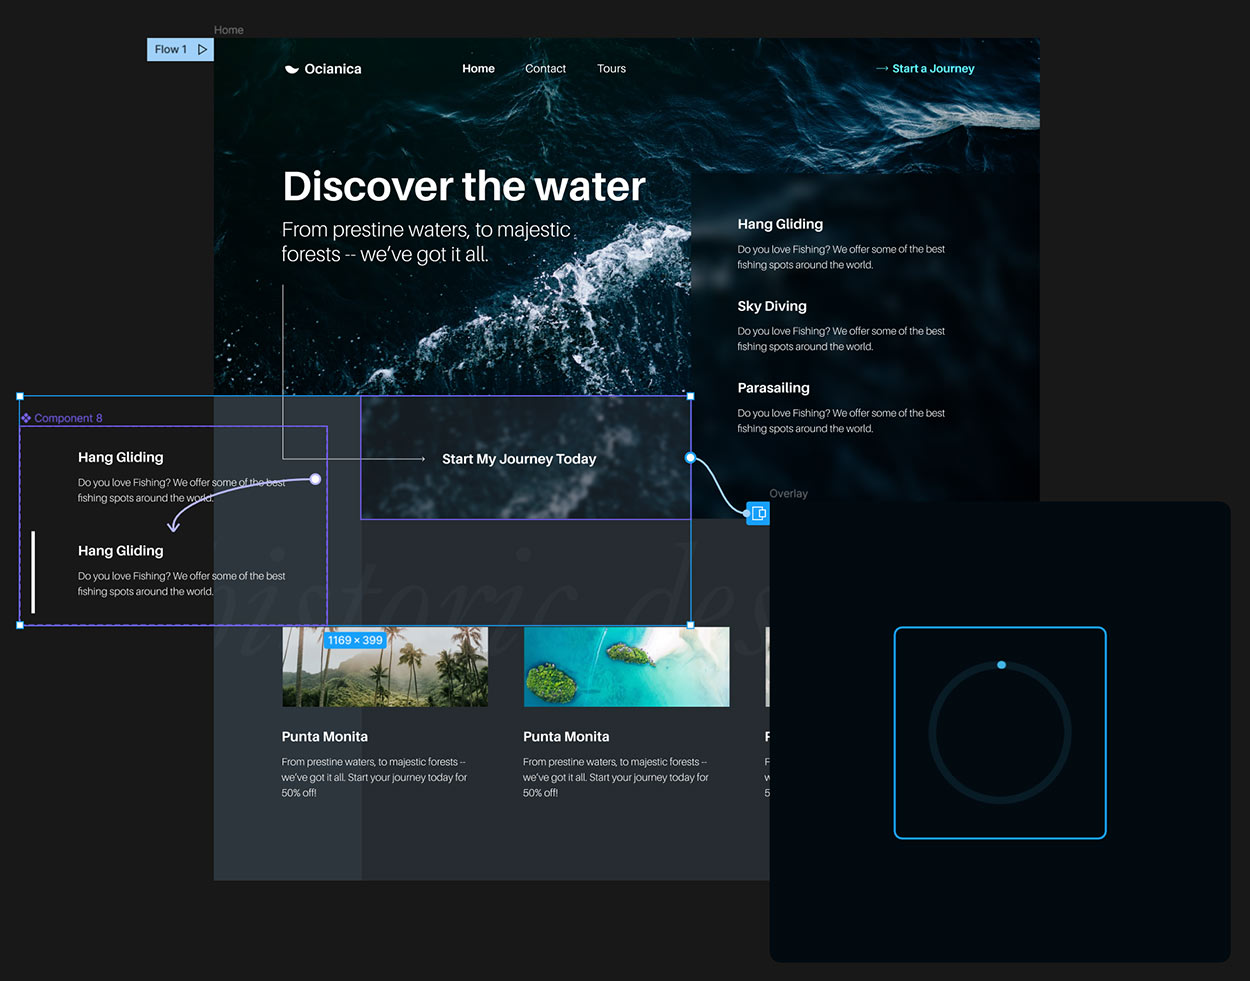 Home
Flow 1
Ocianica
Home
Contact
Tours
Start a Journey
Discover the water
From prestine waters, to majestic
forests -- we've got it all.
Hang Gliding
Do you love Fishing? We offer some of the best
fishing spots around the world.
Sky Diving
Do you love Fishing? We offer some of the best
fishing spots around the world.
Parasailing
Do you love Fishing? We offer some of the best
fishing spots around the world.
Component 8
Hang Gliding
Do you love Fishing? We offer some of the best
fishing spots around the world.
Hang Gliding
Do you love Fishing? We offer some of the best
fishing spots around the world.
Start My Journey Today
Overlay
historic des
1169 × 399
Punta Monita
From prestine waters, to majestic forests --
we've got it all. Start your journey today for
50% off!
Punta Monita
From prestine waters, to majestic forests --
we've got it all. Start your journey today for
50% off!